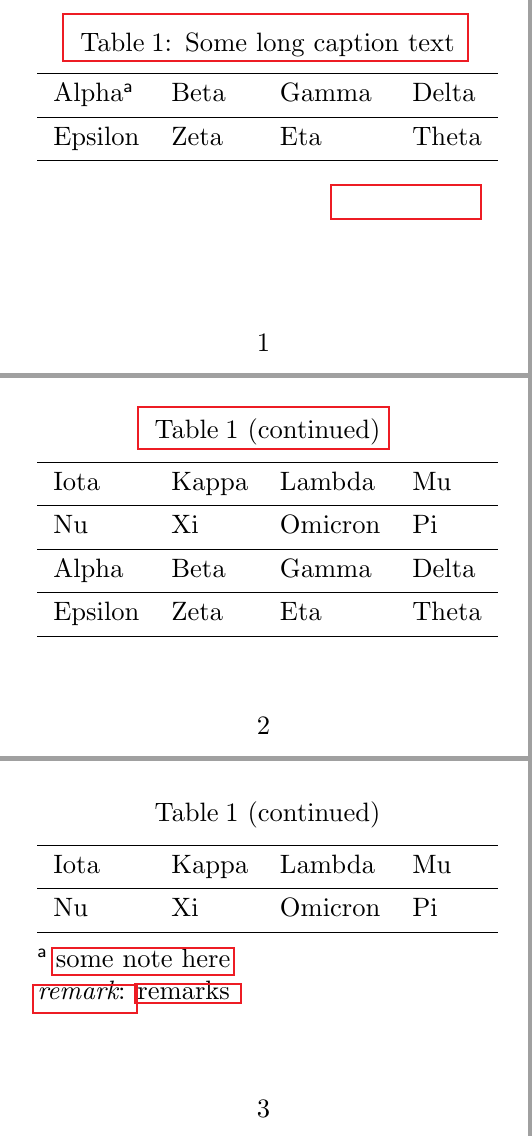 Table 1: Some long caption text
Alphaᵃ Beta Gamma Delta
Epsilon Zeta Eta Theta
1
Table 1 (continued)
Iota Kappa Lambda Mu
Nu Xi Omicron Pi
Alpha Beta Gamma Delta
Epsilon Zeta Eta Theta
2
Table 1 (continued)
Iota Kappa Lambda Mu
Nu Xi Omicron Pi
ᵃ some note here
remark: remarks
3